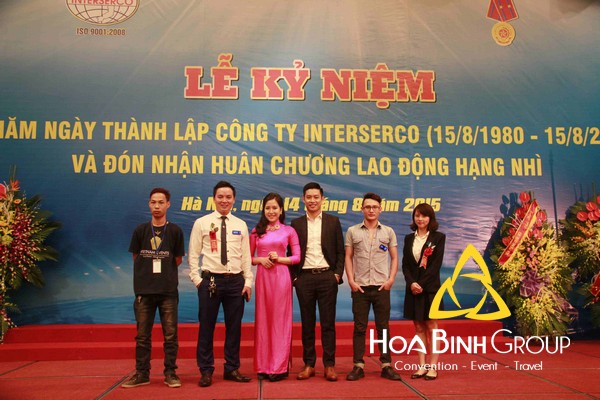 INTERSERCO
ISO 9001:2008
LỄ KỶ NIỆM
NĂM NGÀY THÀNH LẬP CÔNG TY INTERSERCO (15/8/1980 - 15/8/2
VÀ ĐÓN NHẬN HUÂN CHƯƠNG LAO ĐỘNG HẠNG NHÌ
Hà N ngày 14 tháng 8 năm 2015
HOA BINH GROUP
Convention - Event - Travel